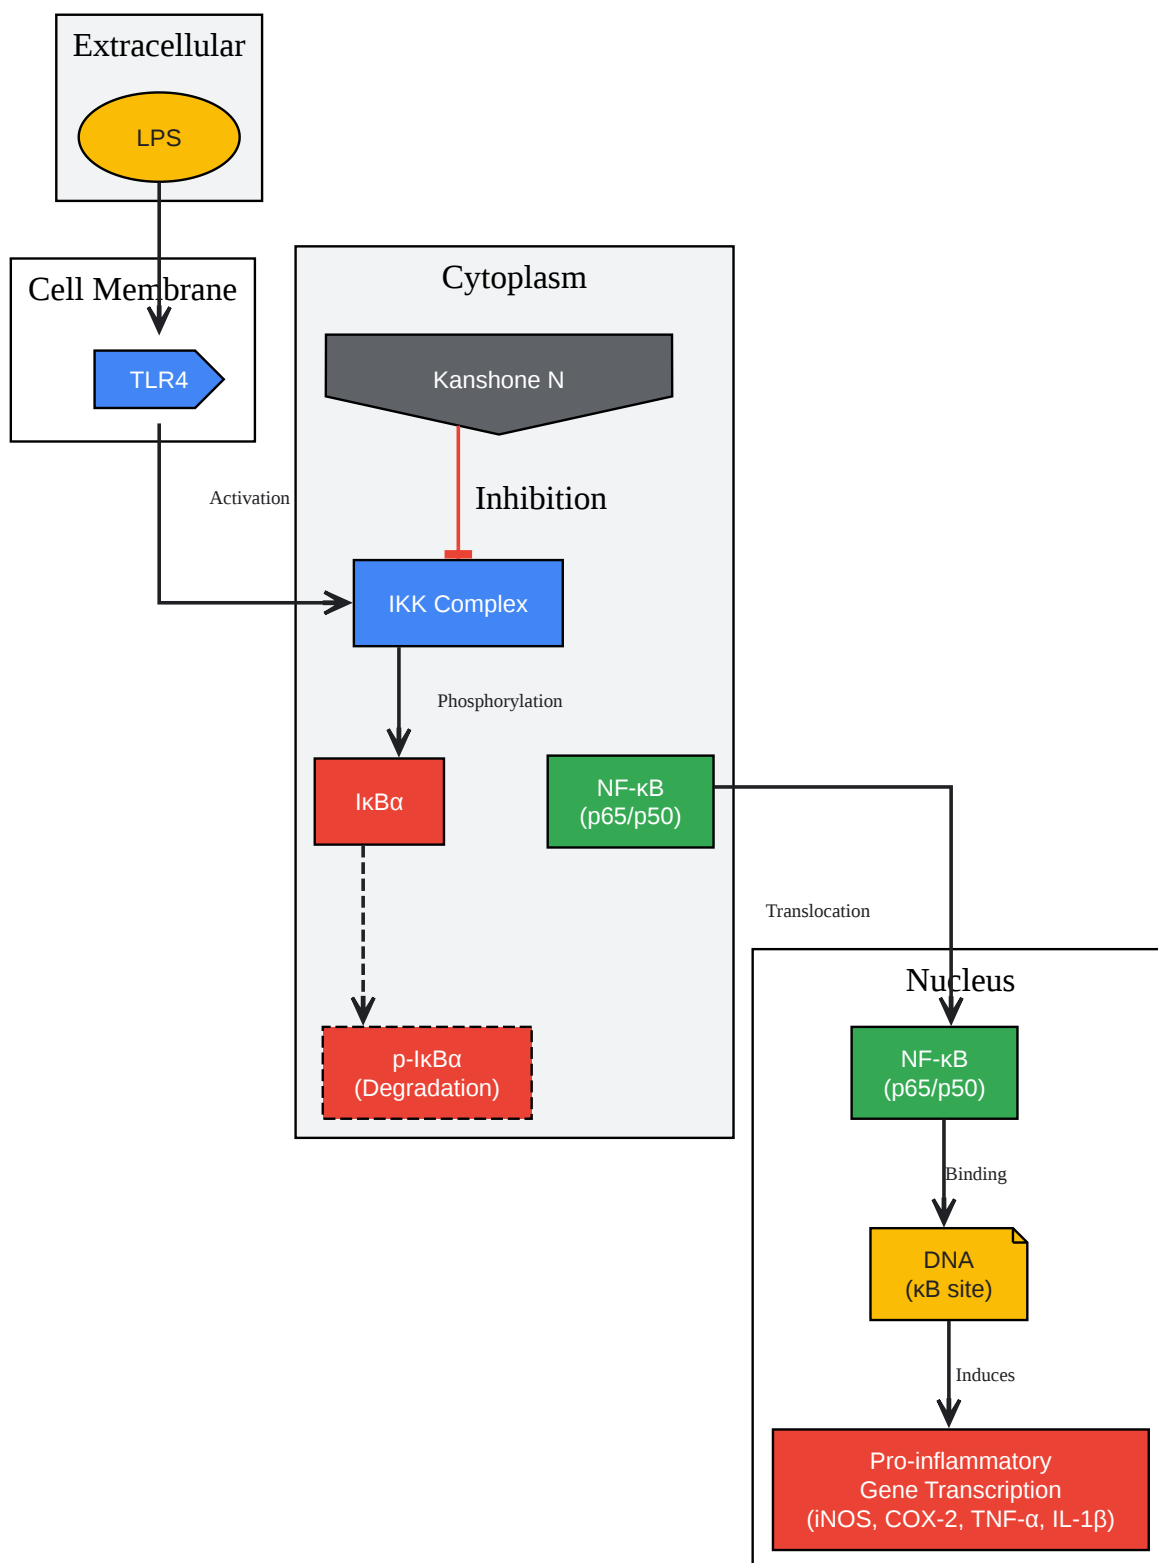 Extracellular
LPS
Cell Membrane
TLR4
Activation
Cytoplasm
Kanshone N
Inhibition
IKK Complex
Phosphorylation
IκBα
NF-κB
(p65/p50)
p-IκBα
(Degradation)
Translocation
Nucleus
NF-κB
(p65/p50)
Binding
DNA
(κB site)
Induces
Pro-inflammatory
Gene Transcription
(iNOS, COX-2, TNF-α, IL-1β)